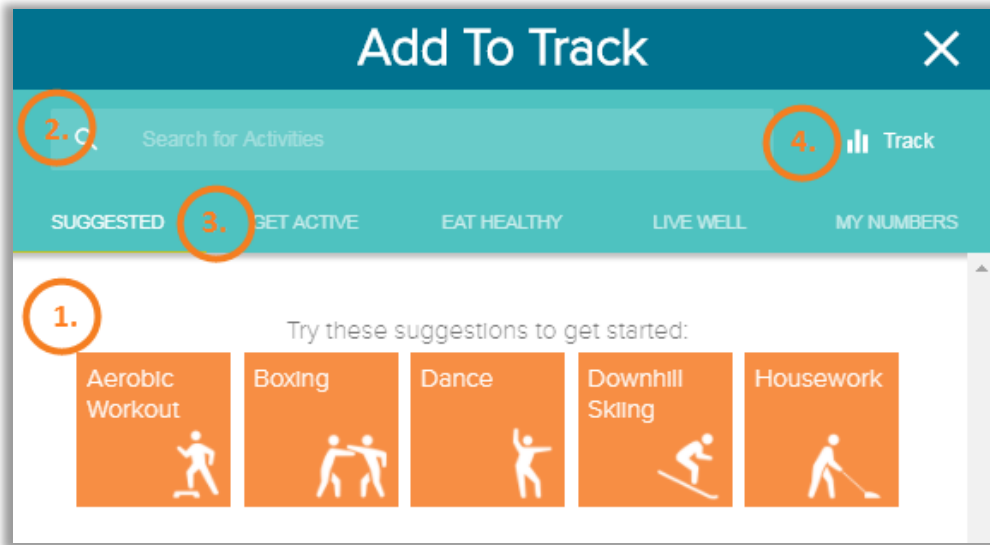 Add To Track
2. Search for Activities 4. Track
SUGGESTED 3. GET ACTIVE EAT HEALTHY LIVE WELL MY NUMBERS
1.
Try these suggestions to get started:
Aerobic Workout
Boxing
Dance
Downhill Skiing
Housework